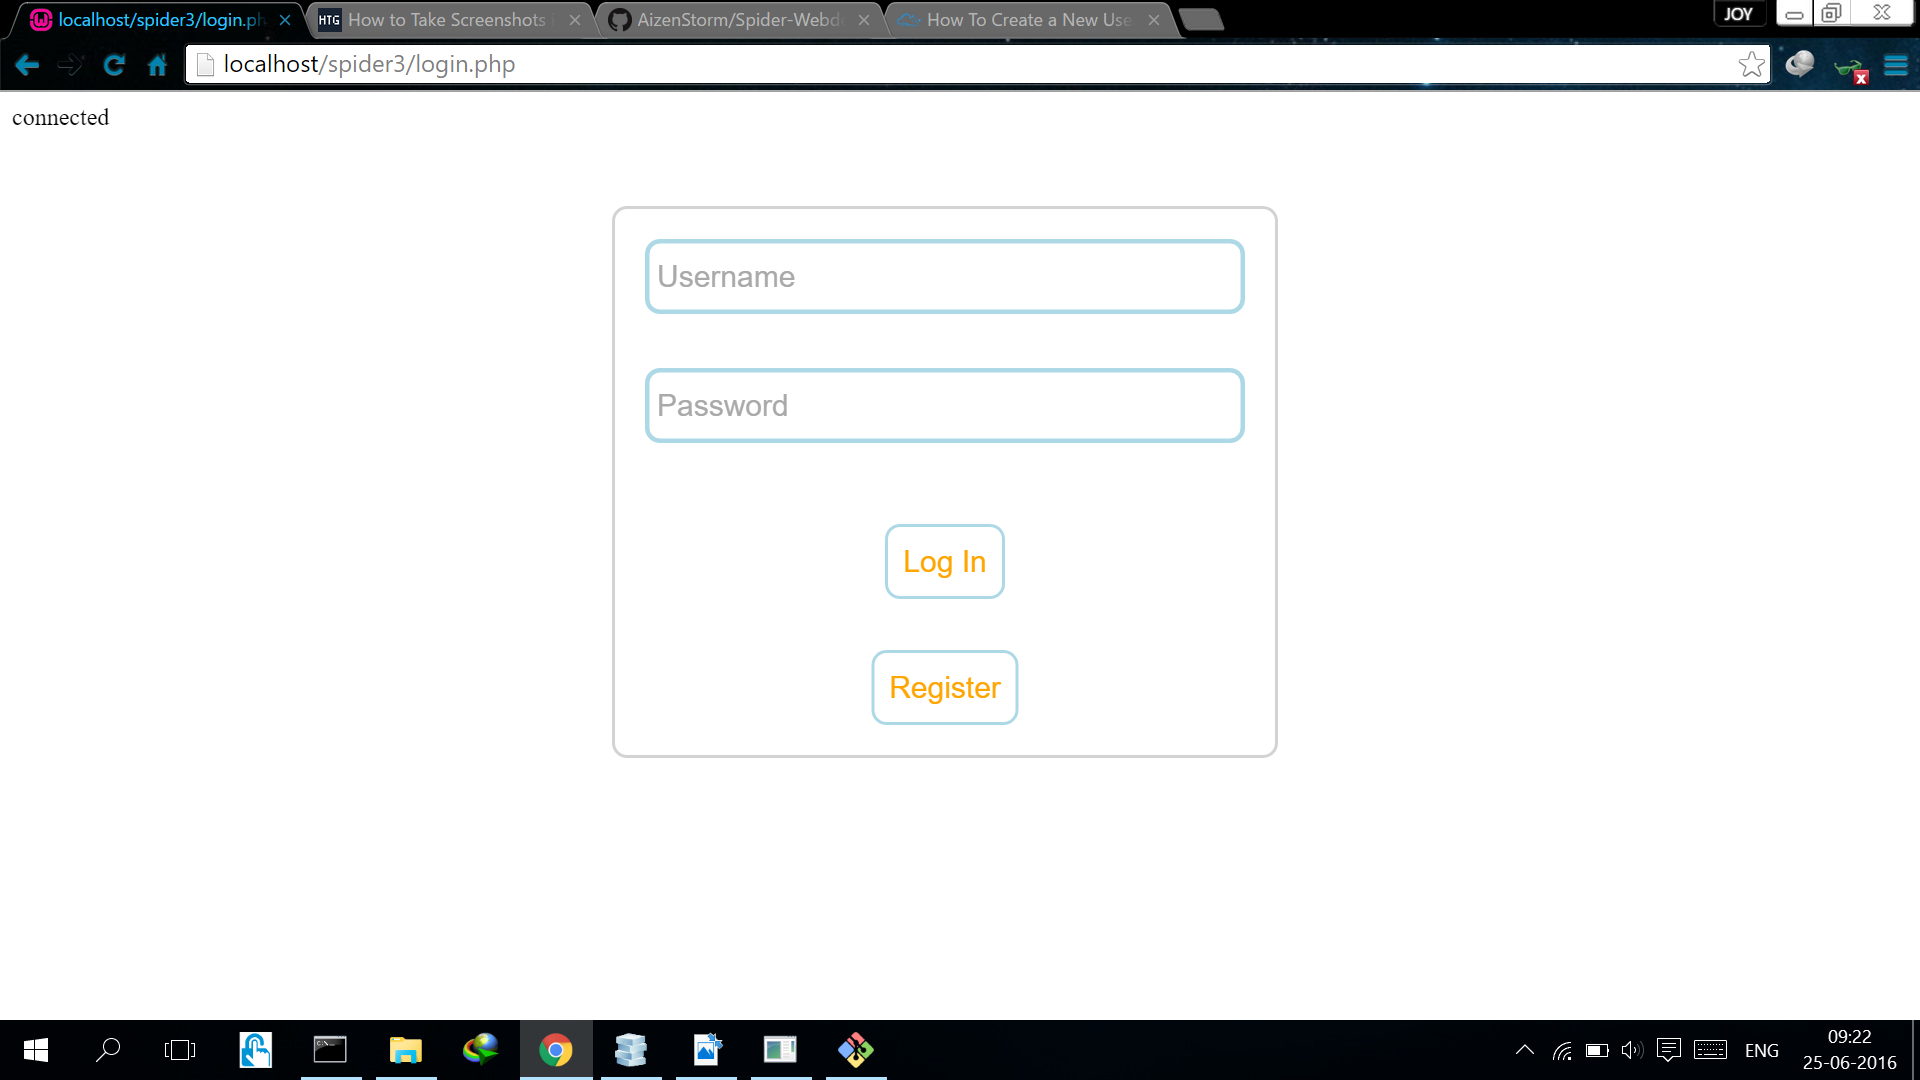 localhost/spider3/login.ph
HTG How to Take Screenshots
AizenStorm/Spider-Webd
How To Create a New Use
JOY
localhost/spider3/login.php
connected
Username
Password
Log In
Register
ENG
09:22
25-06-2016